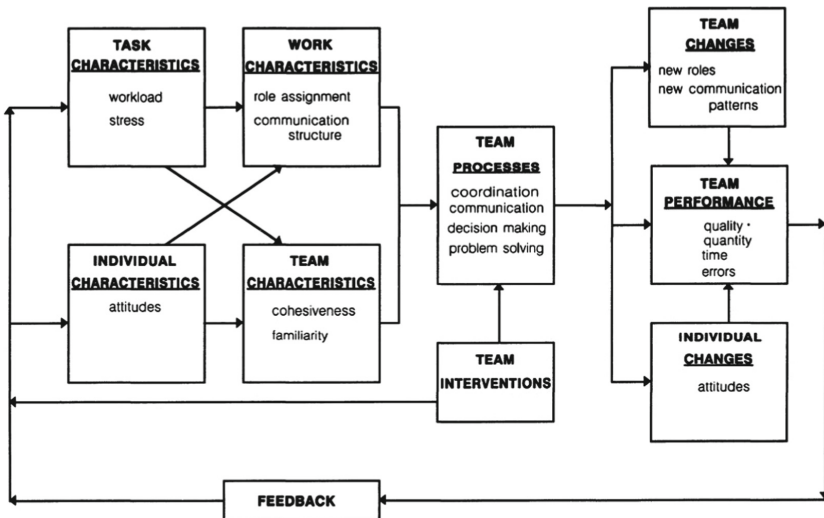 TASK
CHARACTERISTICS
workload
stress
WORK
CHARACTERISTICS
role assignment
communication
structure
INDIVIDUAL
CHARACTERISTICS
attitudes
TEAM
CHARACTERISTICS
cohesiveness
familiarity
TEAM
PROCESSES
coordination
communication
decision making
problem solving
TEAM
INTERVENTIONS
TEAM
CHANGES
new roles
new communication
patterns
TEAM
PERFORMANCE
quality
quantity
time
errors
INDIVIDUAL
CHANGES
attitudes
FEEDBACK